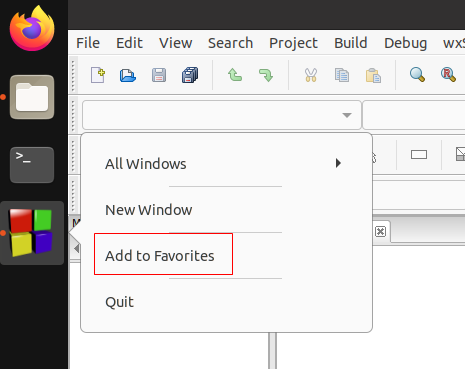 File Edit View Search Project Build Debug wxS
>_
All Windows
New Window
Add to Favorites
Quit